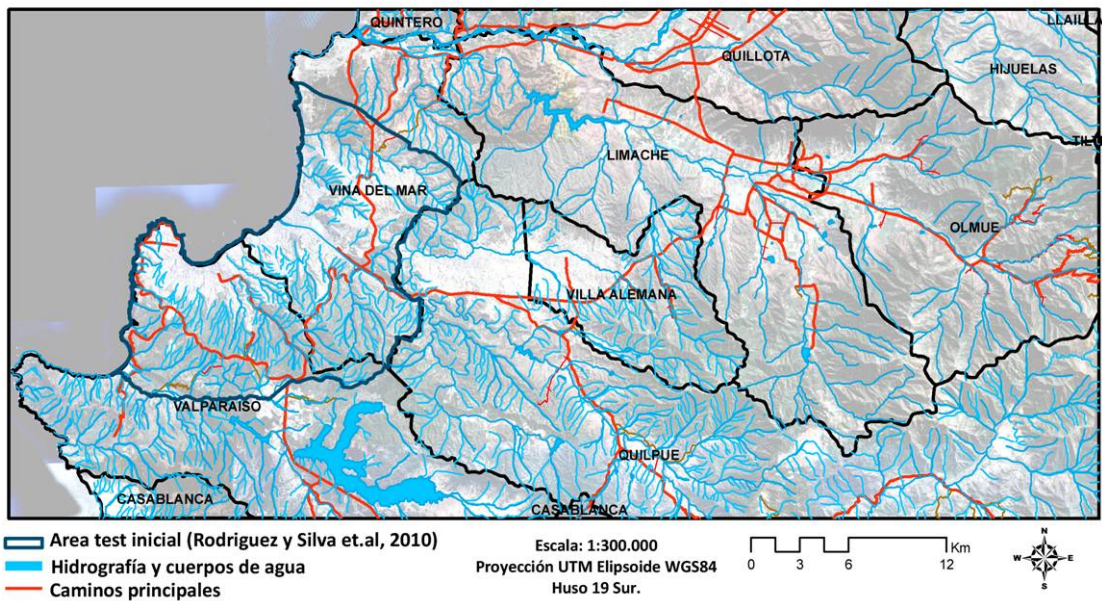 QUINTERO
LLAILLA
QUILLOTA
HIJUELAS
TILTI
LIMACHE
VINA DEL MAR
OLMUE
VILLA ALEMANA
VALPARAISO
QUILPUE
CASABLANCA
CASABLANCA
Area test inicial (Rodriguez y Silva et.al, 2010)
Hidrografía y cuerpos de agua
Caminos principales
Escala: 1:300.000
Proyección UTM Elipsoide WGS84
Huso 19 Sur.
Km
0 3 6 12
N
W E
S